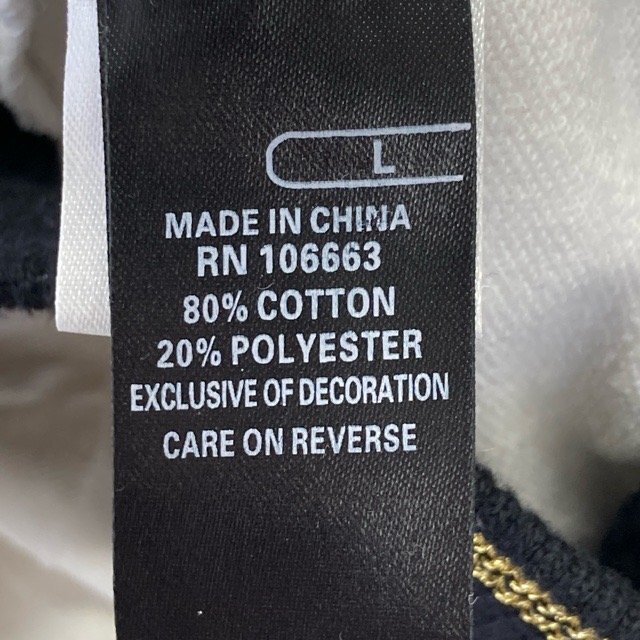 L
MADE IN CHINA
RN 106663
80% COTTON
20% POLYESTER
EXCLUSIVE OF DECORATION
CARE ON REVERSE